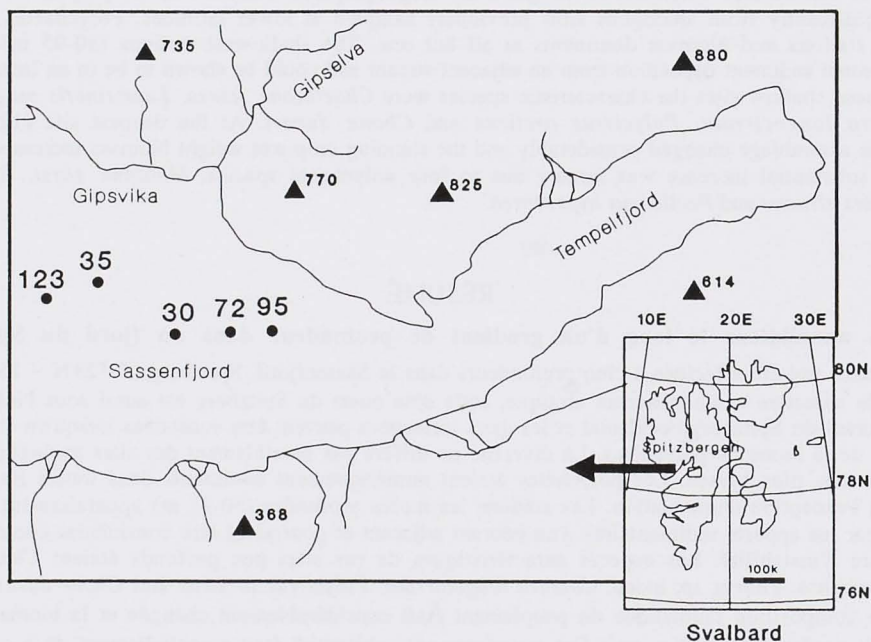 735
Gipselva
880
770
825
Gipsvika
Tempelfjord
123
35
30
72
95
614
Sassenfjord
368
10E
20E
30E
80N
Spitzbergen
78N
100k
76N
Svalbard